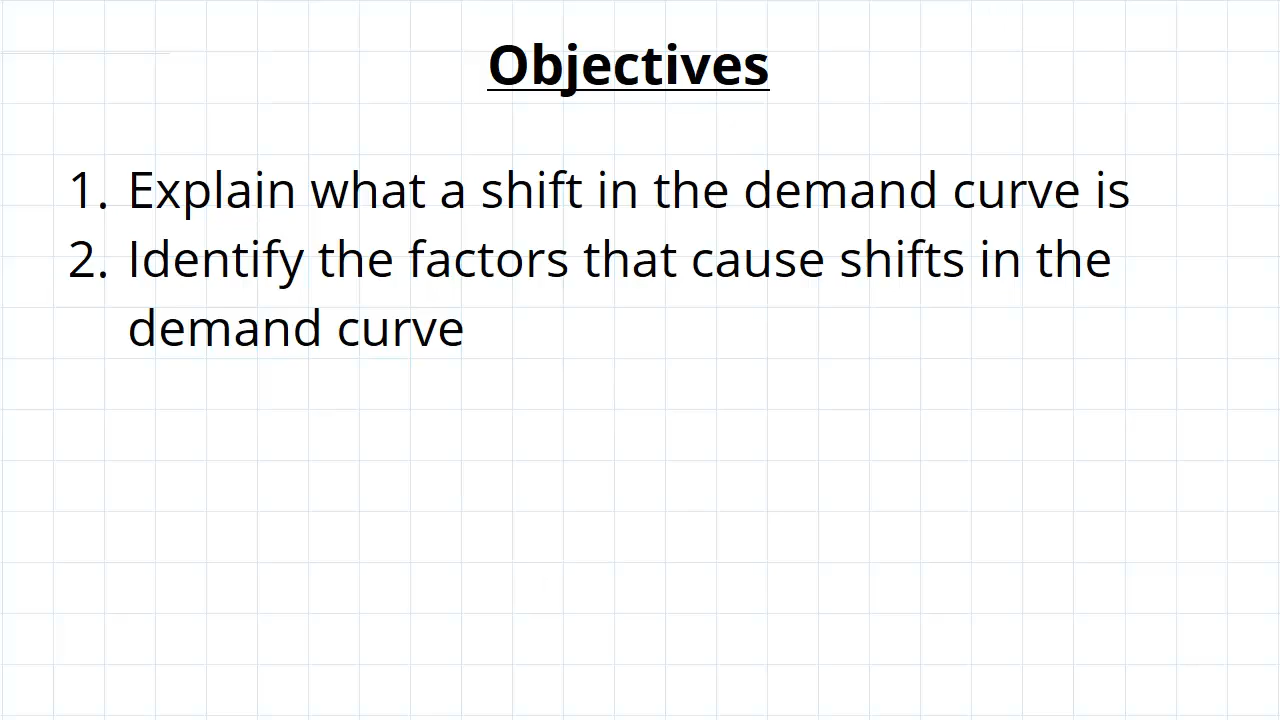 Objectives
1. Explain what a shift in the demand curve is
2. Identify the factors that cause shifts in the
demand curve